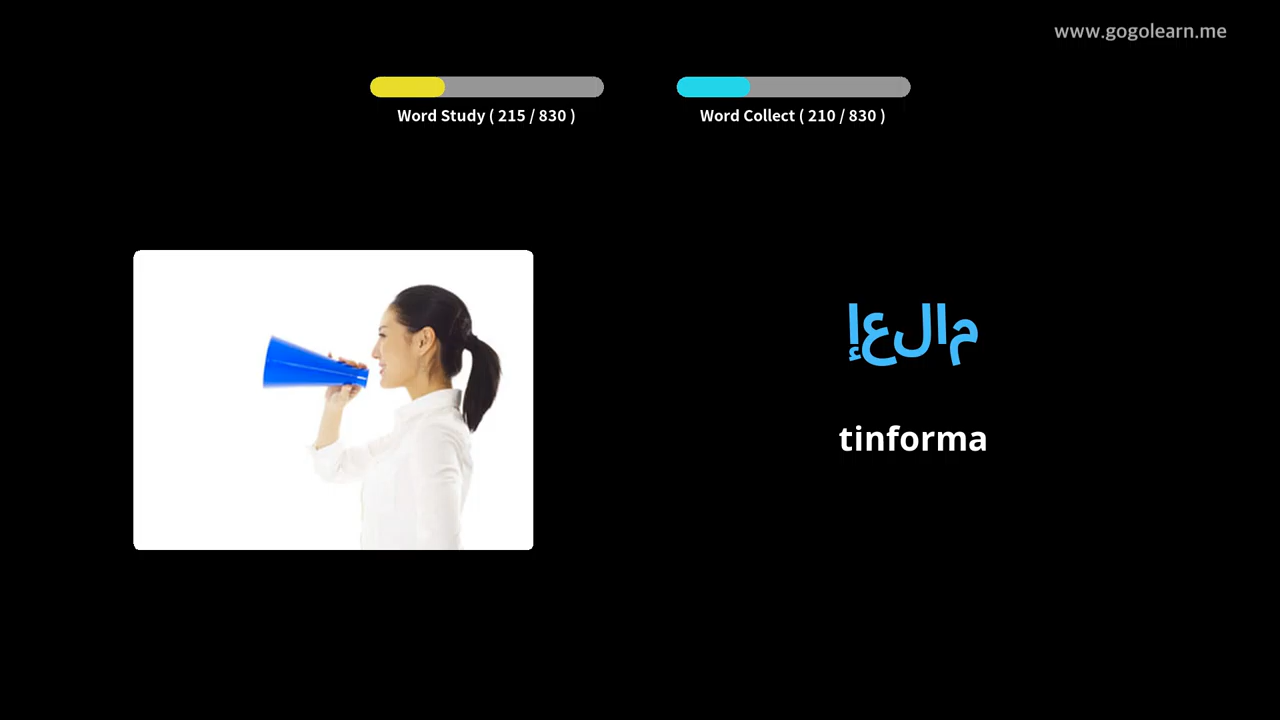 www.gogolearn.me
Word Study ( 215 / 830 )
Word Collect ( 210 / 830 )
إعلام
tinforma